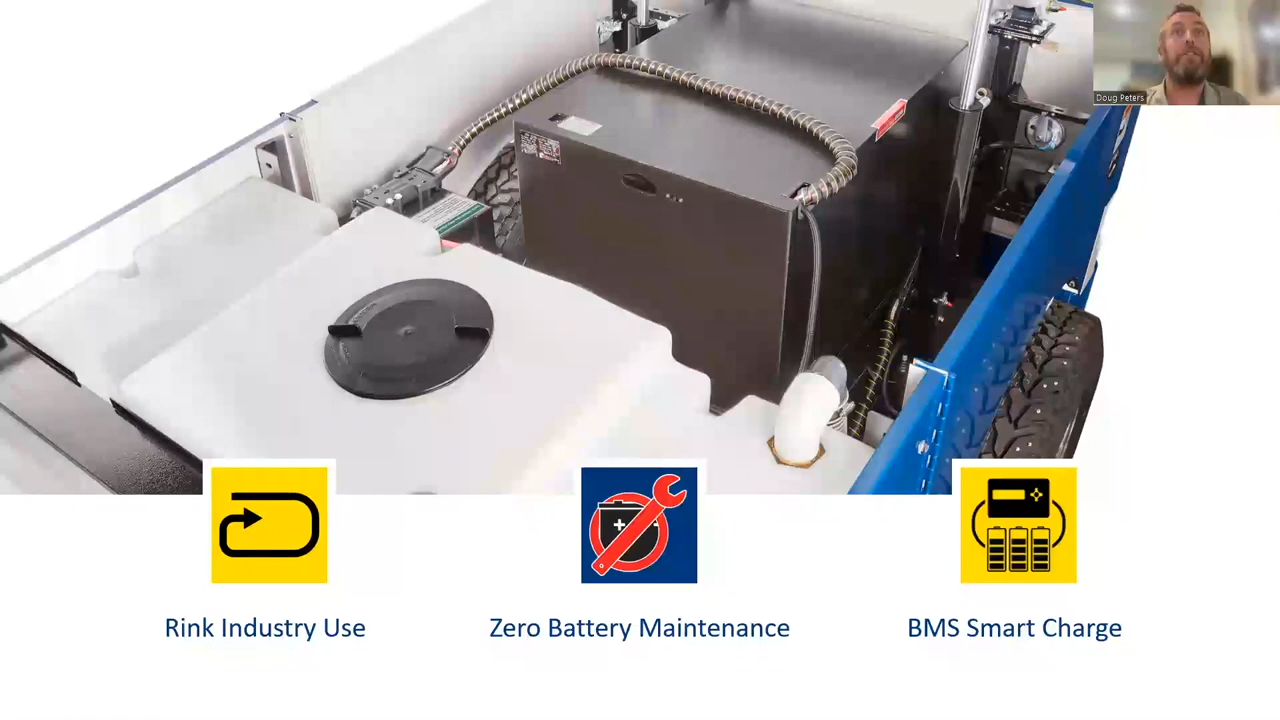 Doug Peters
Rink Industry Use
Zero Battery Maintenance
BMS Smart Charge